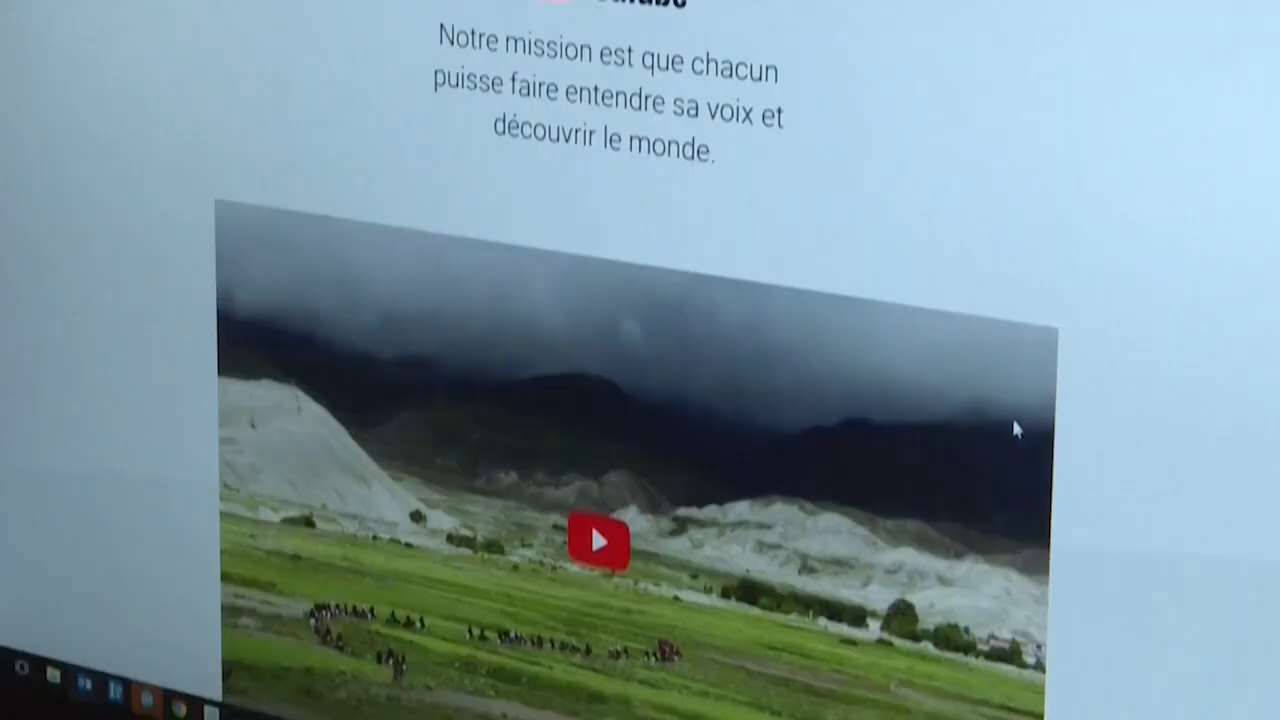 Notre mission est que chacun
puisse faire entendre sa voix et
découvrir le monde.